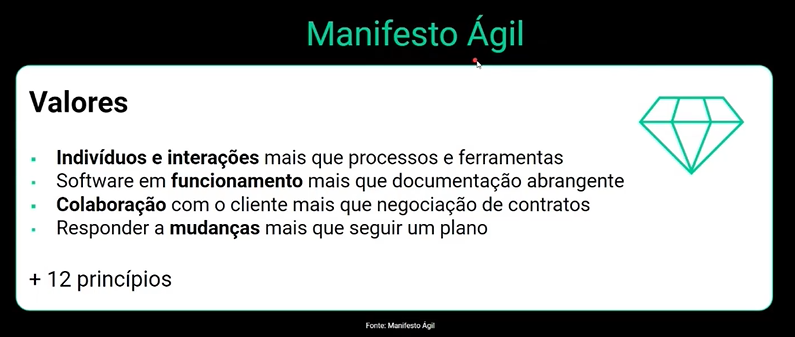 Manifesto Ágil
Valores
Indivíduos e interações mais que processos e ferramentas
Software em funcionamento mais que documentação abrangente
Colaboração com o cliente mais que negociação de contratos
Responder a mudanças mais que seguir um plano
+ 12 princípios
Fonte: Manifesto Ágil